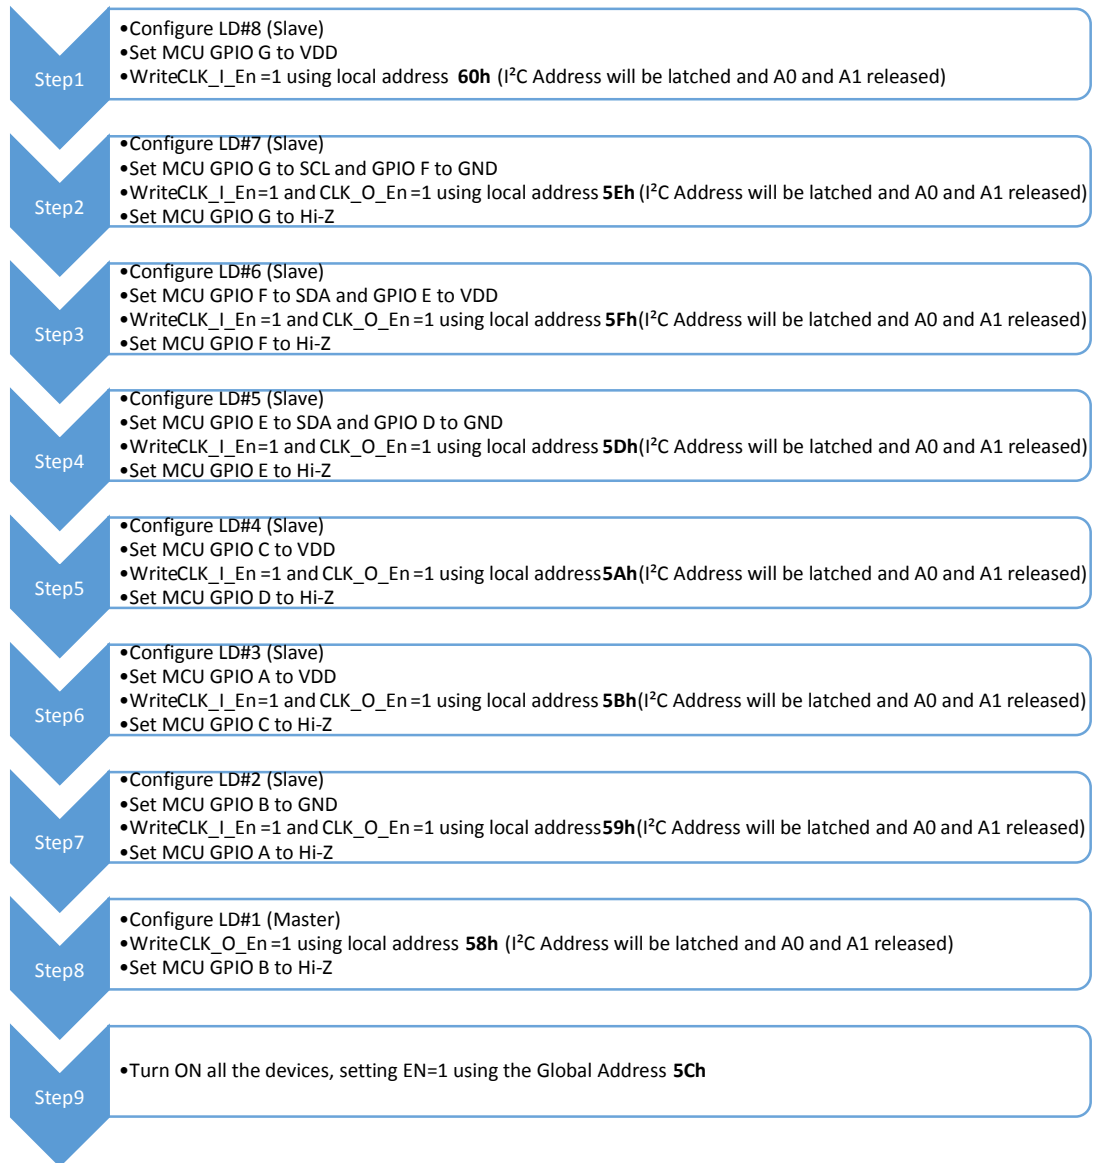 Step1
•Configure LD#8 (Slave)
•Set MCU GPIO G to VDD
•WriteCLK_I_En =1 using local address 60h (I²C Address will be latched and A0 and A1 released)
Step2
•Configure LD#7 (Slave)
•Set MCU GPIO G to SCL and GPIO F to GND
•WriteCLK_I_En=1 and CLK_O_En =1 using local address 5Eh (I²C Address will be latched and A0 and A1 released)
•Set MCU GPIO G to Hi-Z
Step3
•Configure LD#6 (Slave)
•Set MCU GPIO F to SDA and GPIO E to VDD
•WriteCLK_I_En =1 and CLK_O_En =1 using local address 5Fh(I²C Address will be latched and A0 and A1 released)
•Set MCU GPIO F to Hi-Z
Step4
•Configure LD#5 (Slave)
•Set MCU GPIO E to SDA and GPIO D to GND
•WriteCLK_I_En=1 and CLK_O_En =1 using local address 5Dh(I²C Address will be latched and A0 and A1 released)
•Set MCU GPIO E to Hi-Z
Step5
•Configure LD#4 (Slave)
•Set MCU GPIO C to VDD
•WriteCLK_I_En =1 and CLK_O_En =1 using local address5Ah(I²C Address will be latched and A0 and A1 released)
•Set MCU GPIO D to Hi-Z
Step6
•Configure LD#3 (Slave)
•Set MCU GPIO A to VDD
•WriteCLK_I_En=1 and CLK_O_En =1 using local address 5Bh(I²C Address will be latched and A0 and A1 released)
•Set MCU GPIO C to Hi-Z
Step7
•Configure LD#2 (Slave)
•Set MCU GPIO B to GND
•WriteCLK_I_En =1 and CLK_O_En =1 using local address59h(I²C Address will be latched and A0 and A1 released)
•Set MCU GPIO A to Hi-Z
Step8
•Configure LD#1 (Master)
•WriteCLK_O_En =1 using local address 58h (I²C Address will be latched and A0 and A1 released)
•Set MCU GPIO B to Hi-Z
Step9
•Turn ON all the devices, setting EN=1 using the Global Address 5Ch